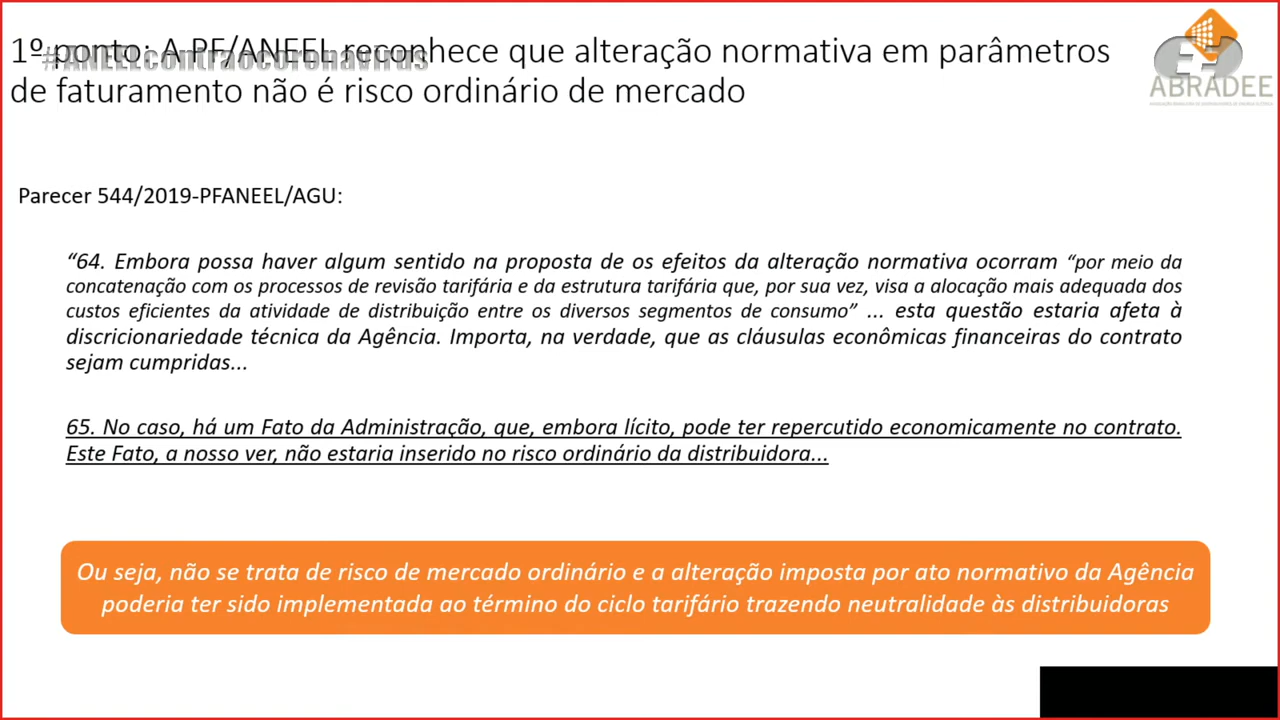 1º ponto: A PF/ANEEL reconhece que alteração normativa em parâmetros
#ANEELcontraocoronavirus
de faturamento não é risco ordinário de mercado
ABRADEE
Parecer 544/2019-PFANEEL/AGU:
“64. Embora possa haver algum sentido na proposta de os efeitos da alteração normativa ocorram “por meio da
concatenação com os processos de revisão tarifária e da estrutura tarifária que, por sua vez, visa a alocação mais adequada dos
custos eficientes da atividade de distribuição entre os diversos segmentos de consumo” ... esta questão estaria afeta à
discricionariedade técnica da Agência. Importa, na verdade, que as cláusulas econômicas financeiras do contrato
sejam cumpridas...
65. No caso, há um Fato da Administração, que, embora lícito, pode ter repercutido economicamente no contrato.
Este Fato, a nosso ver, não estaria inserido no risco ordinário da distribuidora...
Ou seja, não se trata de risco de mercado ordinário e a alteração imposta por ato normativo da Agência
poderia ter sido implementada ao término do ciclo tarifário trazendo neutralidade às distribuidoras